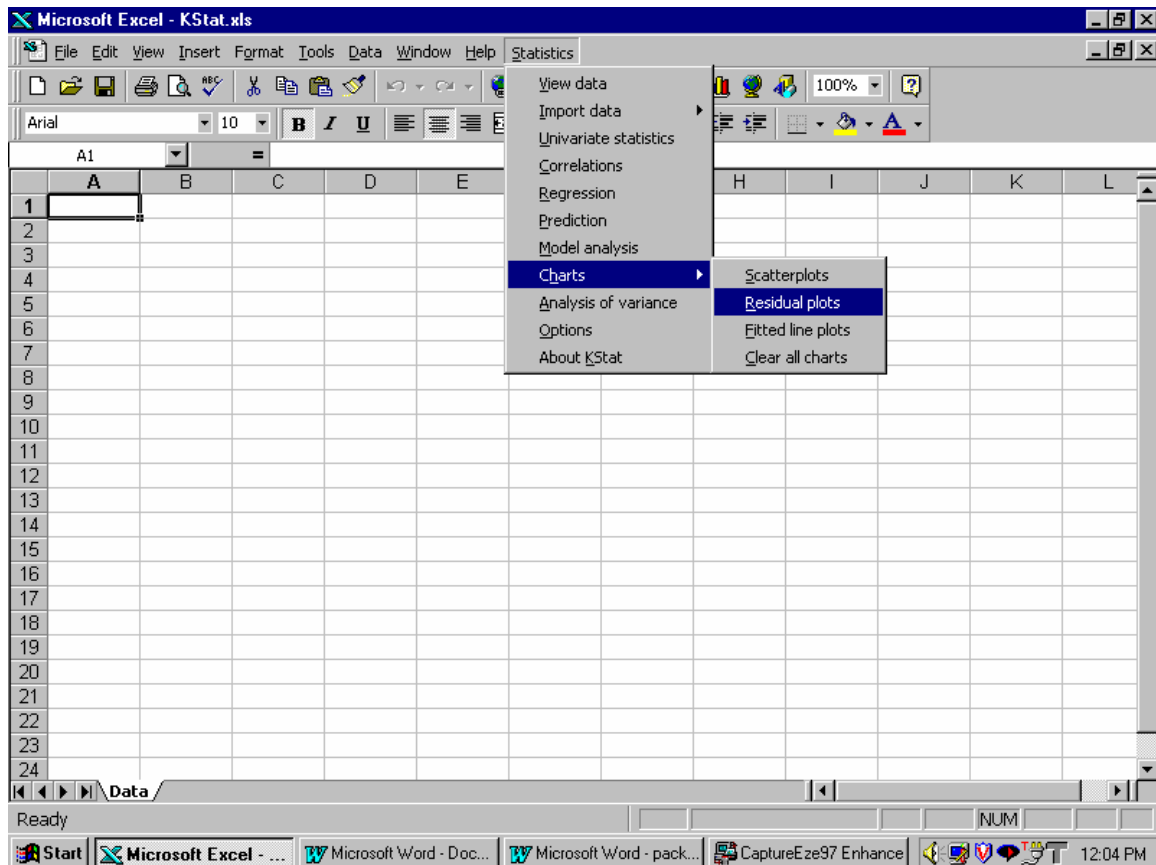 Microsoft Excel - KStat.xls
File Edit View Insert Format Tools Data Window Help Statistics
ABC 100%
Arial 10 B I U A
A1 =
A B C D E H I J K L
View data
Import data
Univariate statistics
Correlations
Regression
Prediction
Model analysis
Charts
Analysis of variance
Options
About KStat
Scatterplots
Residual plots
Fitted line plots
Clear all charts
1
2
3
4
5
6
7
8
9
10
11
12
13
14
15
16
17
18
19
20
21
22
23
24
Data
Ready NUM
Start Microsoft Excel - ... Microsoft Word - Doc... Microsoft Word - pack... CaptureEze97 Enhance 12:04 PM